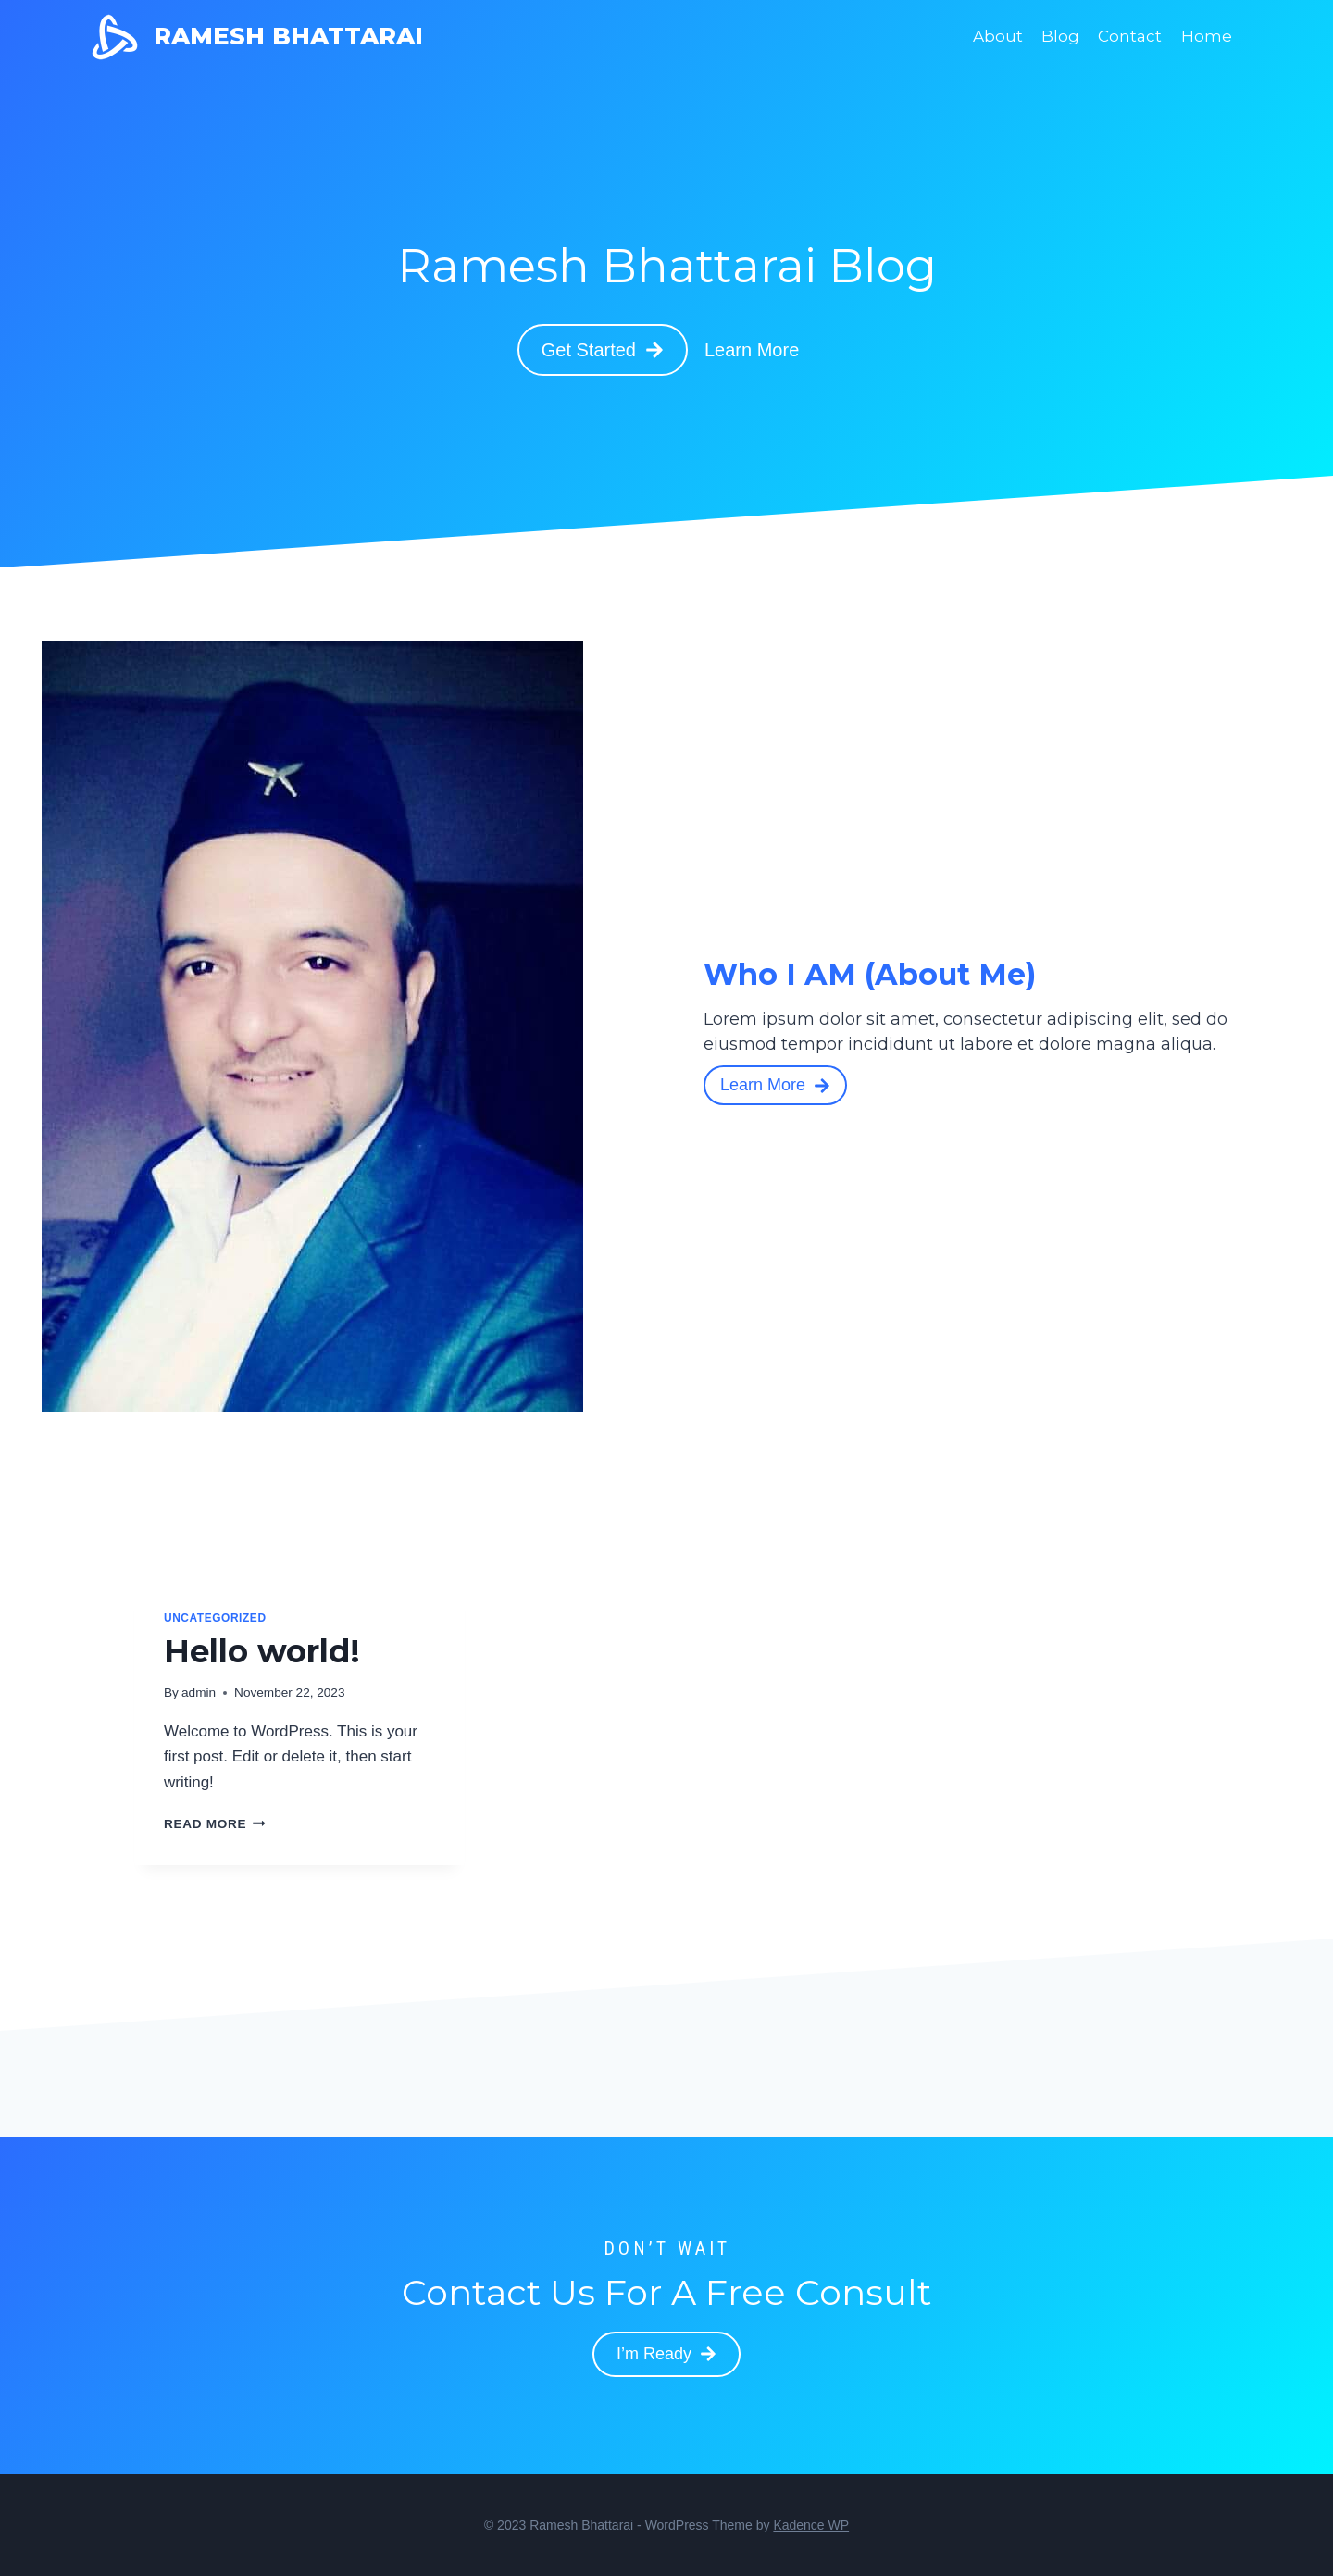 RAMESH BHATTARAI
About Blog Contact Home
Ramesh Bhattarai Blog
Get Started Learn More
Who I AM (About Me)
Lorem ipsum dolor sit amet, consectetur adipiscing elit, sed do
eiusmod tempor incididunt ut labore et dolore magna aliqua.
Learn More
UNCATEGORIZED
Hello world!
By admin • November 22, 2023
Welcome to WordPress. This is your
first post. Edit or delete it, then start
writing!
READ MORE
DON’T WAIT
Contact Us For A Free Consult
I’m Ready
© 2023 Ramesh Bhattarai - WordPress Theme by Kadence WP